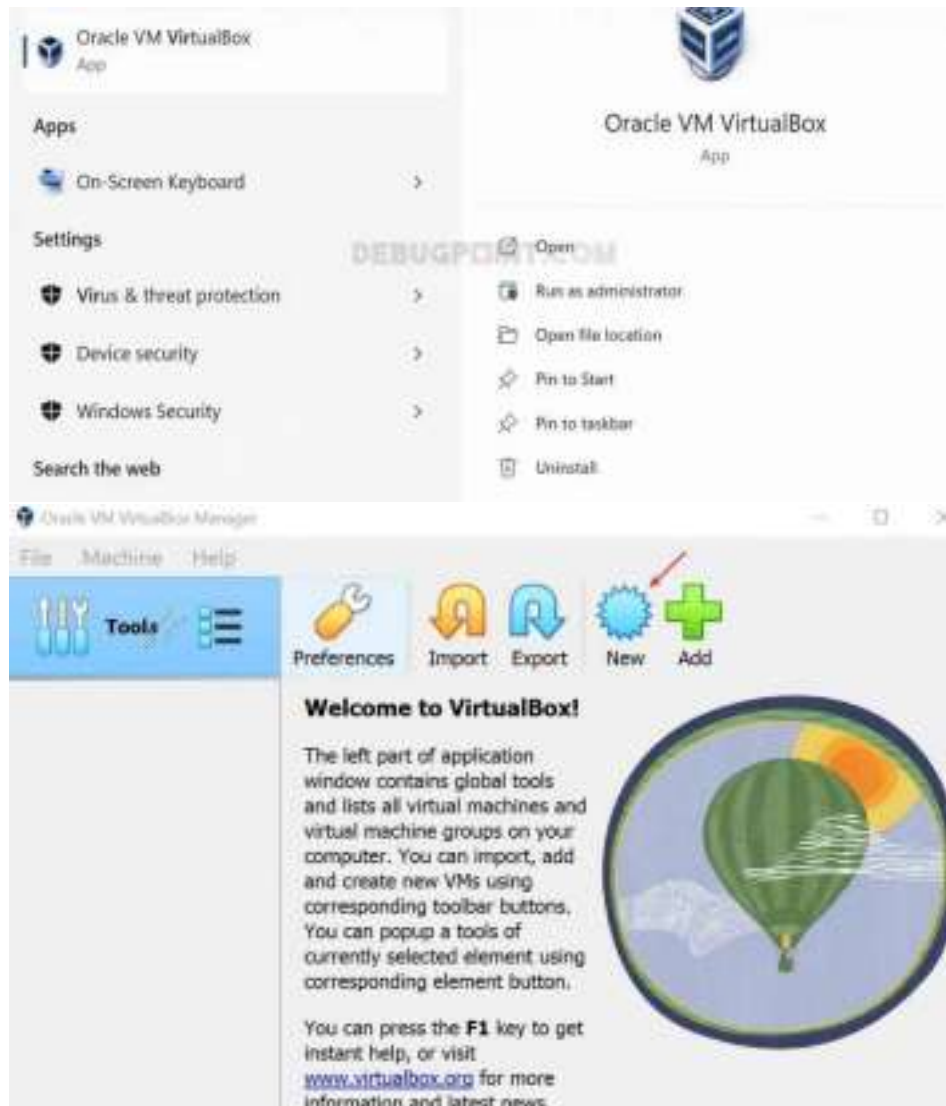 Oracle VM VirtualBox
App
Apps
On-Screen Keyboard
Settings
Virus & threat protection
Device security
Windows Security
Search the web
Oracle VM VirtualBox
App
DEBUGPOINT.COM
Open
Run as administrator
Open file location
Pin to Start
Pin to taskbar
Uninstall
Oracle VM VirtualBox Manager
File Machine Help
Tools
Preferences Import Export New Add
Welcome to VirtualBox!
The left part of application
window contains global tools
and lists all virtual machines and
virtual machine groups on your
computer. You can import, add
and create new VMs using
corresponding toolbar buttons.
You can popup a tools of
currently selected element using
corresponding element button.
You can press the F1 key to get
instant help, or visit
www.virtualbox.org for more
information and latest news.